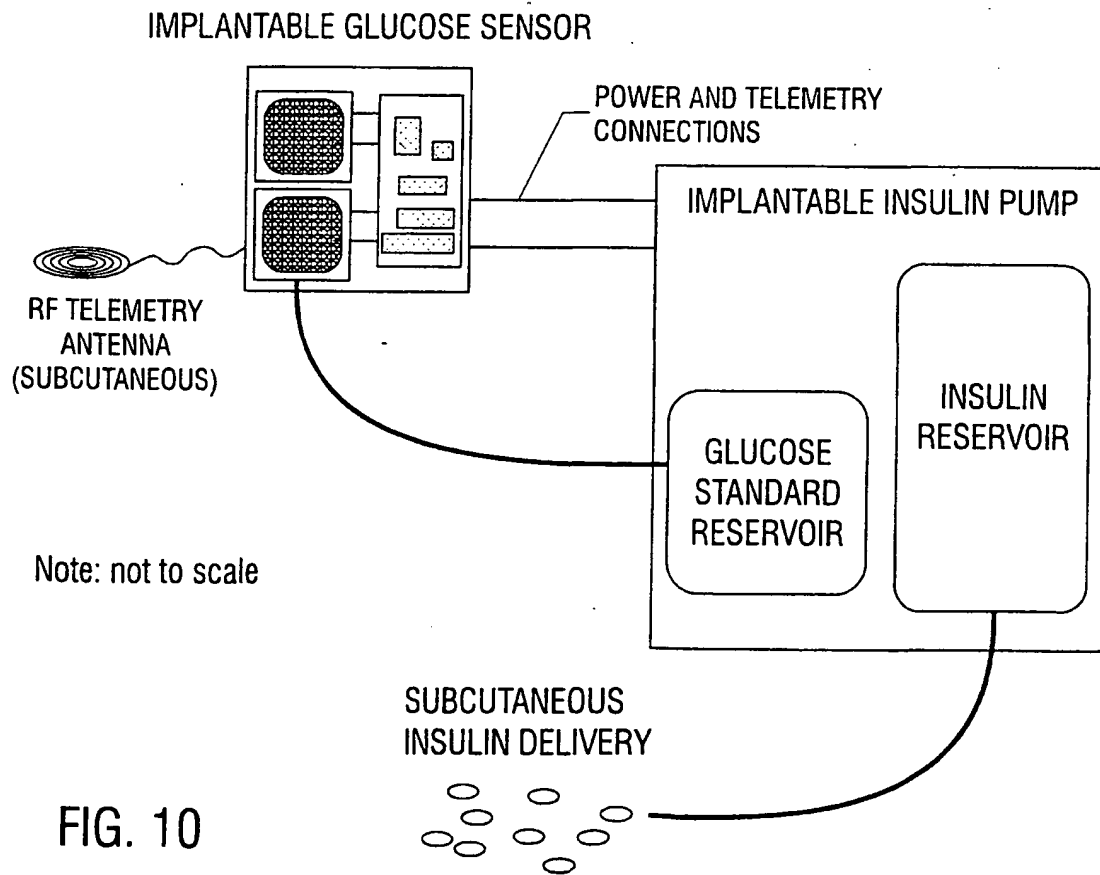 IMPLANTABLE GLUCOSE SENSOR
POWER AND TELEMETRY
CONNECTIONS
IMPLANTABLE INSULIN PUMP
RF TELEMETRY
ANTENNA
(SUBCUTANEOUS)
INSULIN
RESERVOIR
GLUCOSE
STANDARD
RESERVOIR
Note: not to scale
SUBCUTANEOUS
INSULIN DELIVERY
FIG. 10